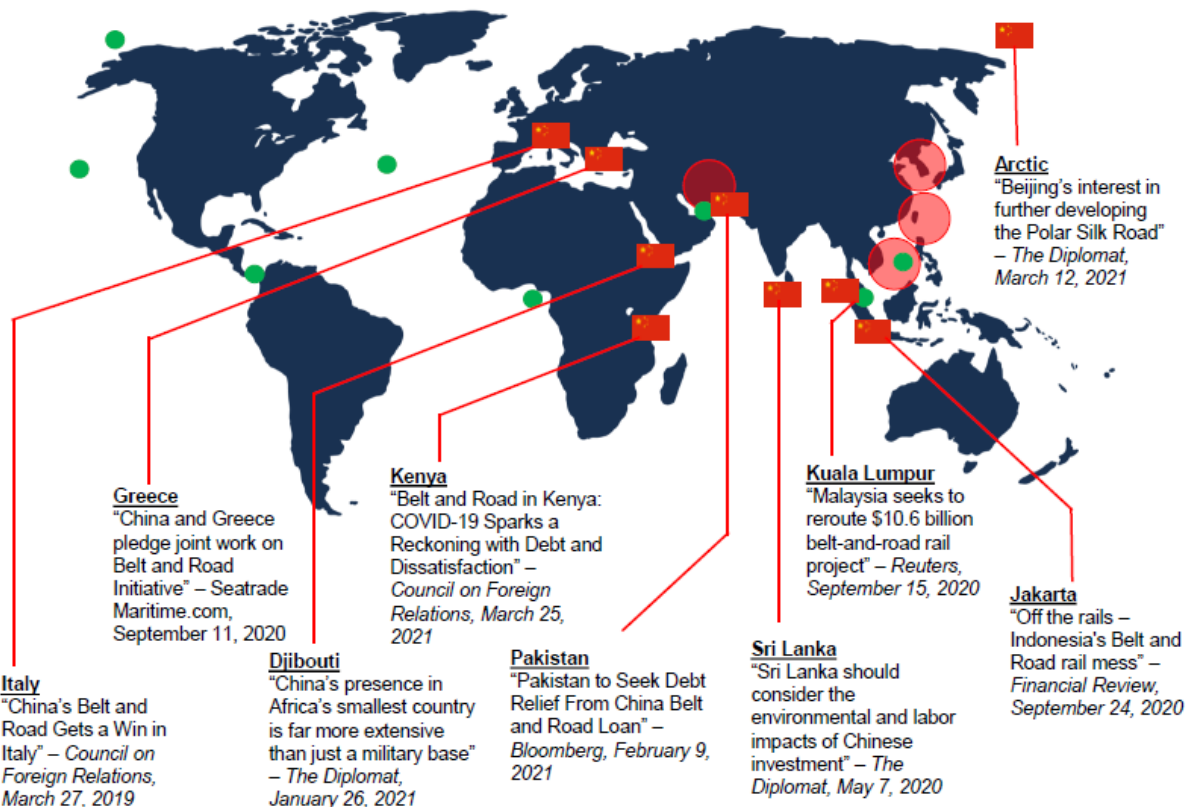 Arctic
“Beijing’s interest in
further developing
the Polar Silk Road”
– The Diplomat,
March 12, 2021
Kuala Lumpur
“Malaysia seeks to
reroute $10.6 billion
belt-and-road rail
project” – Reuters,
September 15, 2020
Kenya
“Belt and Road in Kenya:
COVID-19 Sparks a
Reckoning with Debt and
Dissatisfaction” –
Council on Foreign
Relations, March 25,
2021
Greece
“China and Greece
pledge joint work on
Belt and Road
Initiative” – Seatrade
Maritime.com,
September 11, 2020
Jakarta
“Off the rails –
Indonesia's Belt and
Road rail mess” –
Financial Review,
September 24, 2020
Italy
“China’s Belt and
Road Gets a Win in
Italy” – Council on
Foreign Relations,
March 27, 2019
Djibouti
“China’s presence in
Africa’s smallest country
is far more extensive
than just a military base”
– The Diplomat,
January 26, 2021
Pakistan
“Pakistan to Seek Debt
Relief From China Belt
and Road Loan” –
Bloomberg, February 9,
2021
Sri Lanka
“Sri Lanka should
consider the
environmental and labor
impacts of Chinese
investment” – The
Diplomat, May 7, 2020